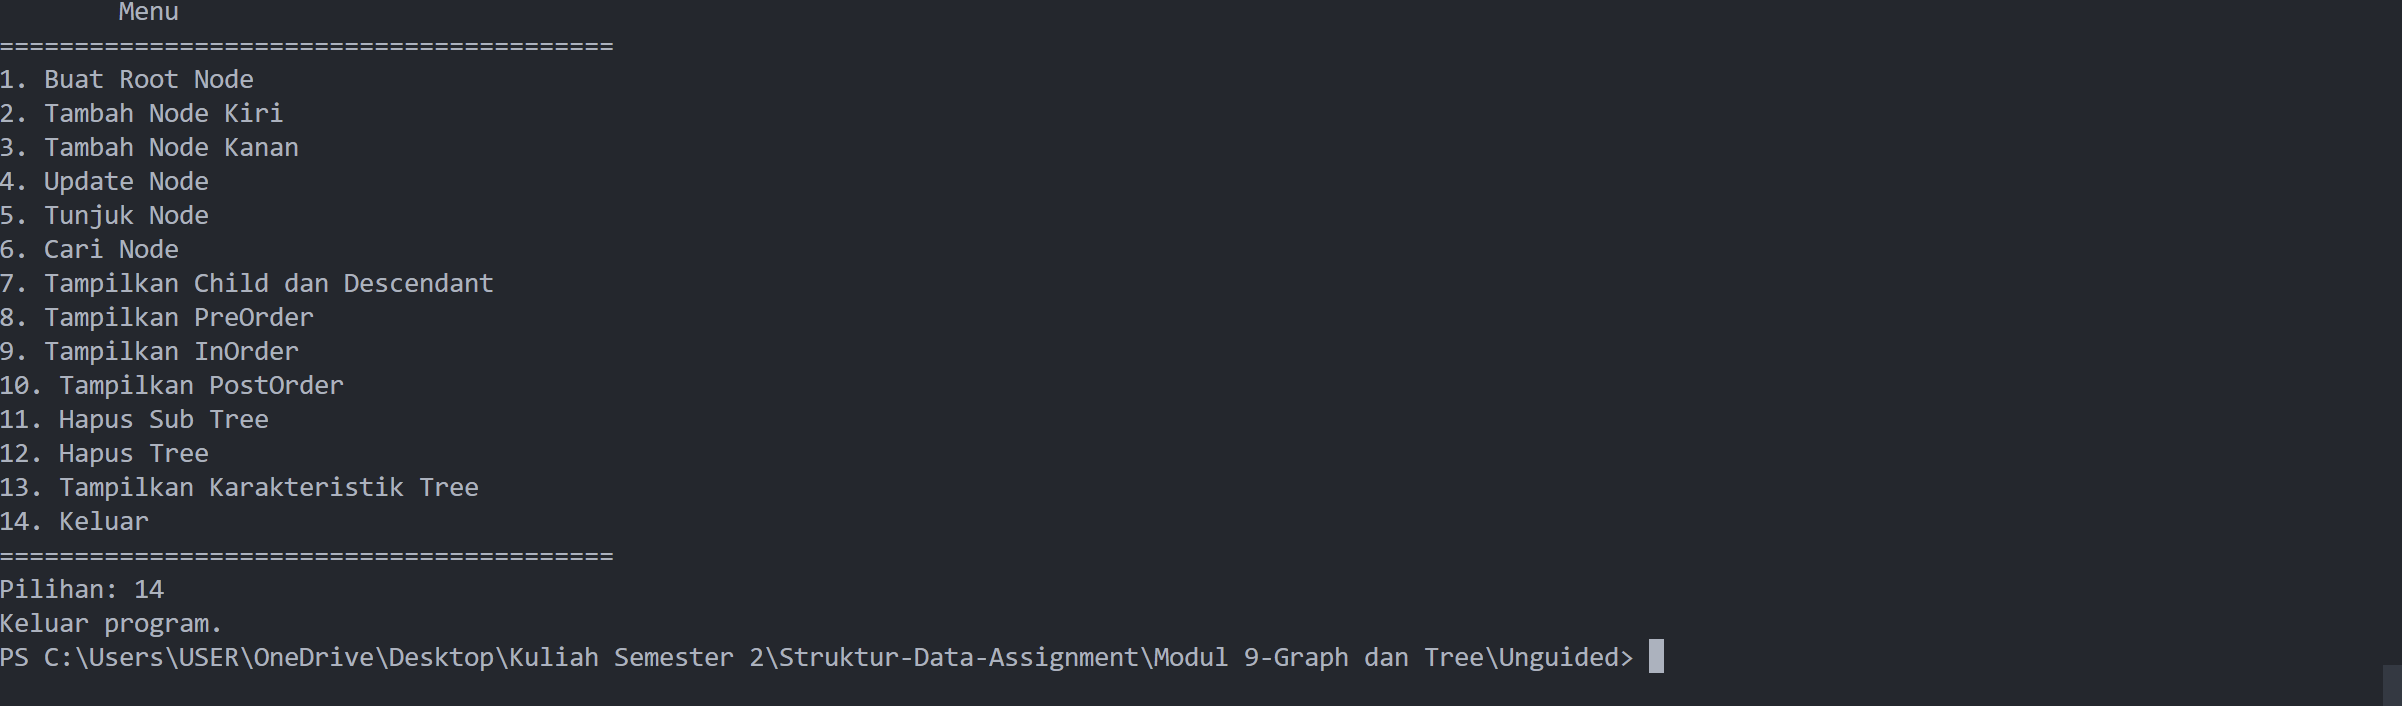 Menu
=========================================
1. Buat Root Node
2. Tambah Node Kiri
3. Tambah Node Kanan
4. Update Node
5. Tunjuk Node
6. Cari Node
7. Tampilkan Child dan Descendant
8. Tampilkan PreOrder
9. Tampilkan InOrder
10. Tampilkan PostOrder
11. Hapus Sub Tree
12. Hapus Tree
13. Tampilkan Karakteristik Tree
14. Keluar
=========================================
Pilihan: 14
Keluar program.
PS C:\Users\USER\OneDrive\Desktop\Kuliah Semester 2\Struktur-Data-Assignment\Modul 9-Graph dan Tree\Unguided>